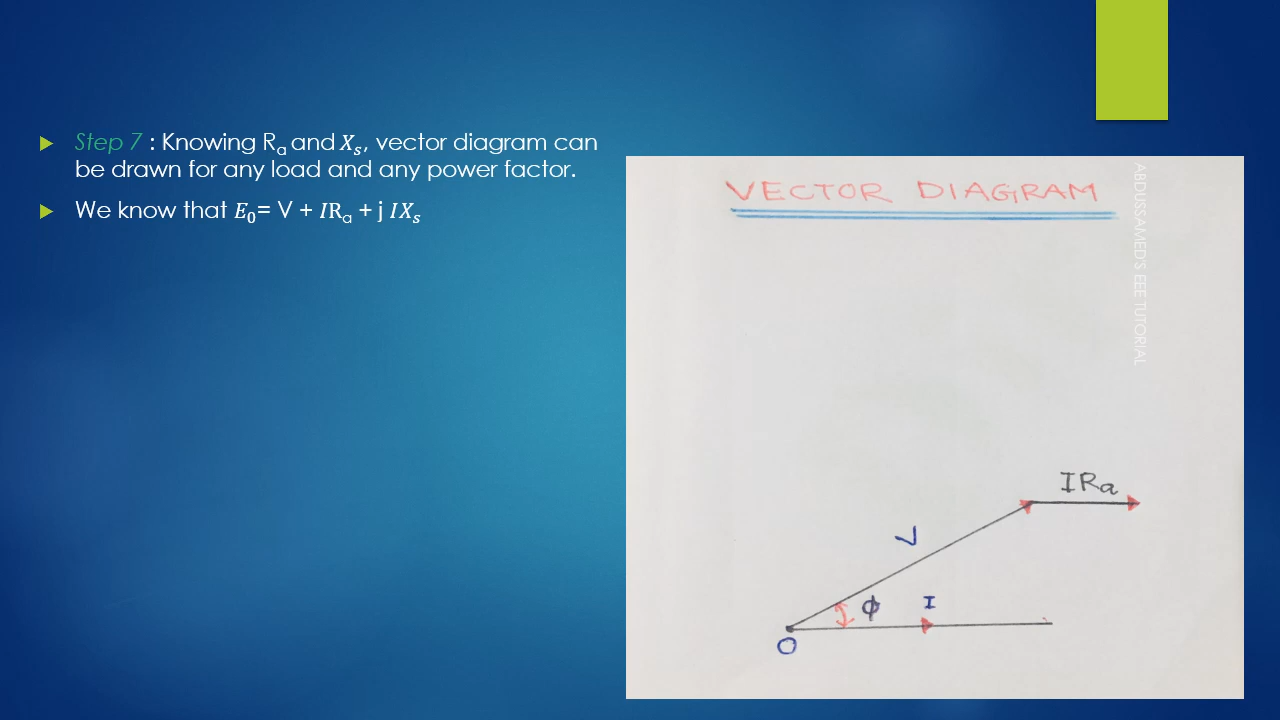 Step 7 : Knowing Ra and Xs, vector diagram can
be drawn for any load and any power factor.
We know that E0= V + IRa + j IXs
VECTOR DIAGRAM
ABDUSSAMED'S EEE TUTORIAL
IRa
V
ϕ
I
O